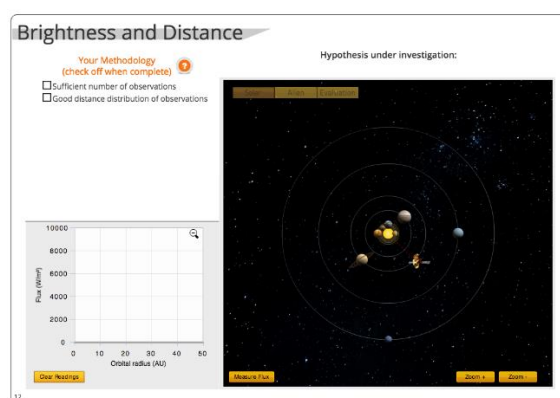 Brightness and Distance
Your Methodology
(check off when complete)
?
Sufficient number of observations
Good distance distribution of observations
Hypothesis under investigation:
Evaluation
10000
8000
6000
4000
2000
0
Flux (W/m²)
0 10 20 30 40 50
Orbital radius (AU)
Clear Readings
Measure Flux
Zoom +
Zoom -
12